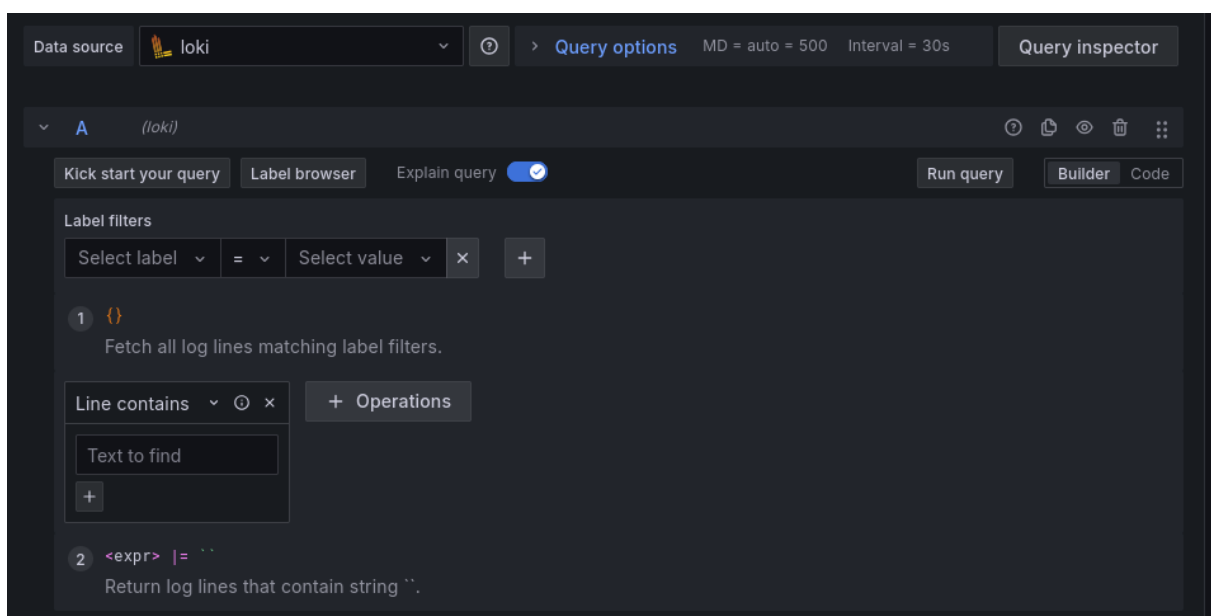 Data source loki Query options MD = auto = 500 Interval = 30s Query inspector
A (loki)
Kick start your query Label browser Explain query Run query Builder Code
Label filters
Select label = Select value
1 {}
Fetch all log lines matching label filters.
Line contains + Operations
Text to find
+
2 <expr> |= ``
Return log lines that contain string ``.